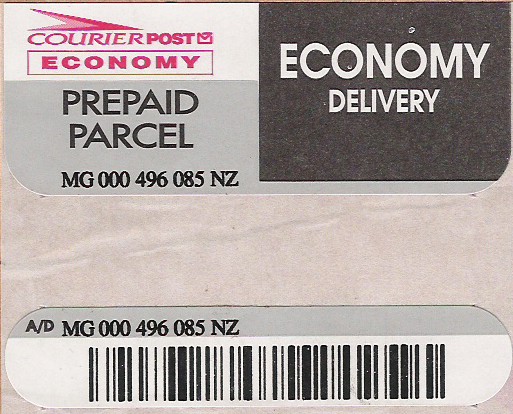 COURIERPOST
ECONOMY
PREPAID
PARCEL
MG 000 496 085 NZ
ECONOMY
DELIVERY
A/D MG 000 496 085 NZ